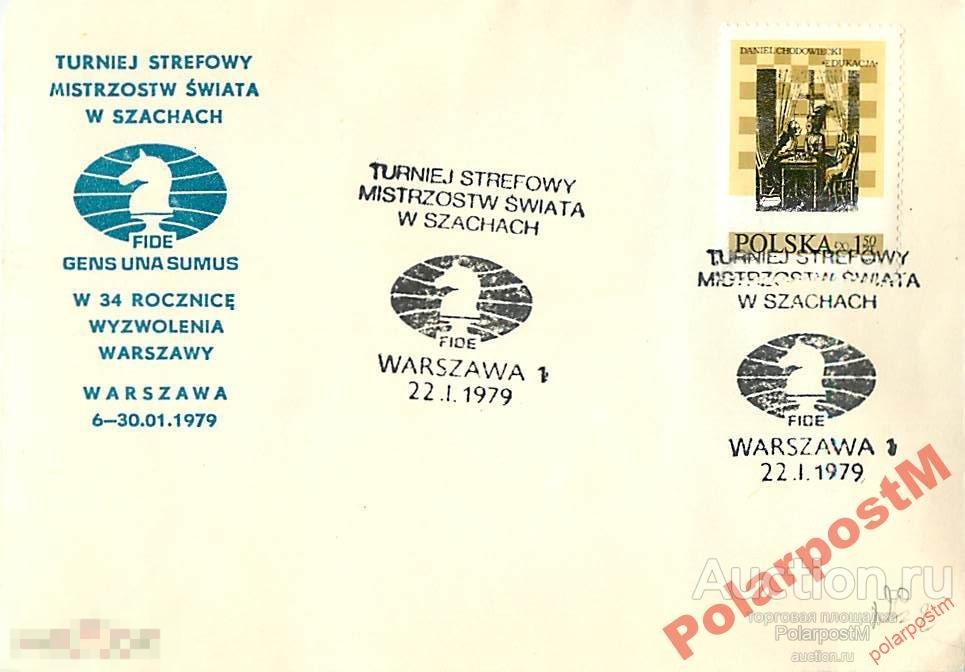 TURNIEJ STREFOWY
MISTRZOSTW ŚWIATA
W SZACHACH
FIDE
GENS UNA SUMUS
W 34 ROCZNICĘ
WYZWOLENIA
WARSZAWY
WARSZAWA
6–30.01.1979
TURNIEJ STREFOWY
MISTRZOSTW ŚWIATA
W SZACHACH
FIDE
WARSZAWA 1
22.I.1979
DANIEL CHODOWIECKI
•EDUKACJA•
POLSKA 150
TURNIEJ STREFOWY
MISTRZOSTW ŚWIATA
W SZACHACH
FIDE
WARSZAWA 1
22.I.1979
PolarpostM
Auction.ru
торговая площадка
PolarpostM
auction.ru
polarpostm